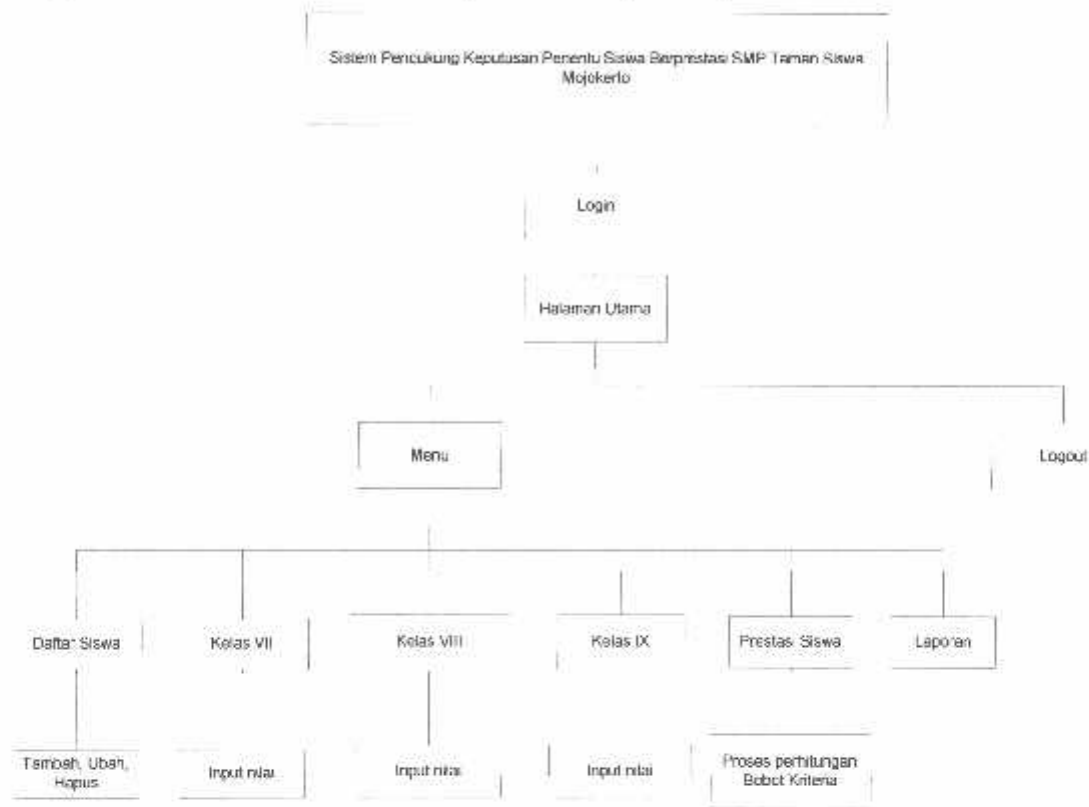 Sistem Pendukung Keputusan Penentu Siswa Berprestasi SMP Taman Siswa
Mojokerto
Login
Halaman Utama
Menu
Logout
Daftar Siswa
Kelas VII
Kelas VIII
Kelas IX
Prestasi Siswa
Laporan
Tambah, Ubah,
Hapus
Input nilai
Input nilai
Input nilai
Proses perhitungan
Bobot Kriteria